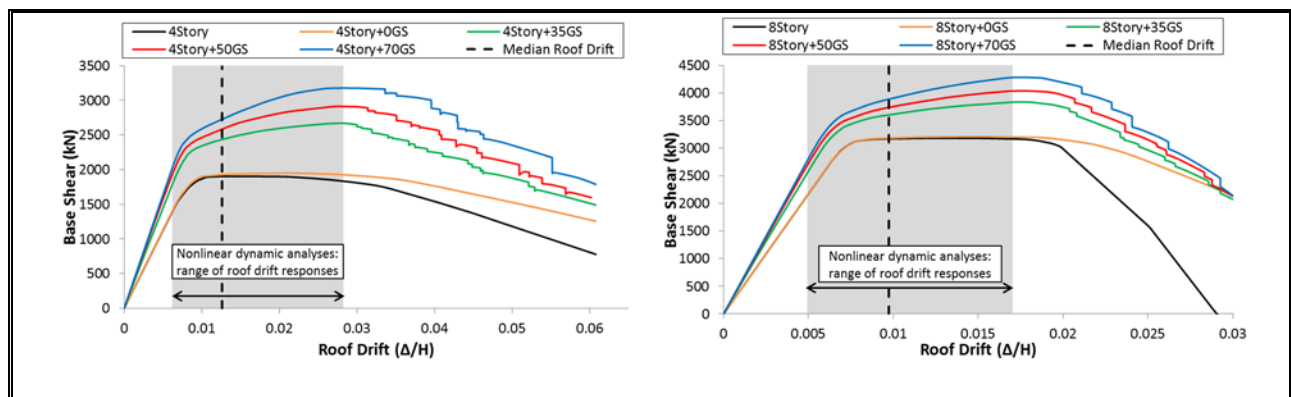 4Story 4Story+0GS 4Story+35GS
4Story+50GS 4Story+70GS Median Roof Drift
3500
3000
2500
2000
1500
1000
500
0
Base Shear (kN)
Nonlinear dynamic analyses:
range of roof drift responses
0 0.01 0.02 0.03 0.04 0.05 0.06
Roof Drift (Δ/H)
8Story 8Story+0GS 8Story+35GS
8Story+50GS 8Story+70GS Median Roof Drift
4500
4000
3500
3000
2500
2000
1500
1000
500
0
Base Shear (kN)
Nonlinear dynamic analyses:
range of roof drift responses
0 0.005 0.01 0.015 0.02 0.025 0.03
Roof Drift (Δ/H)